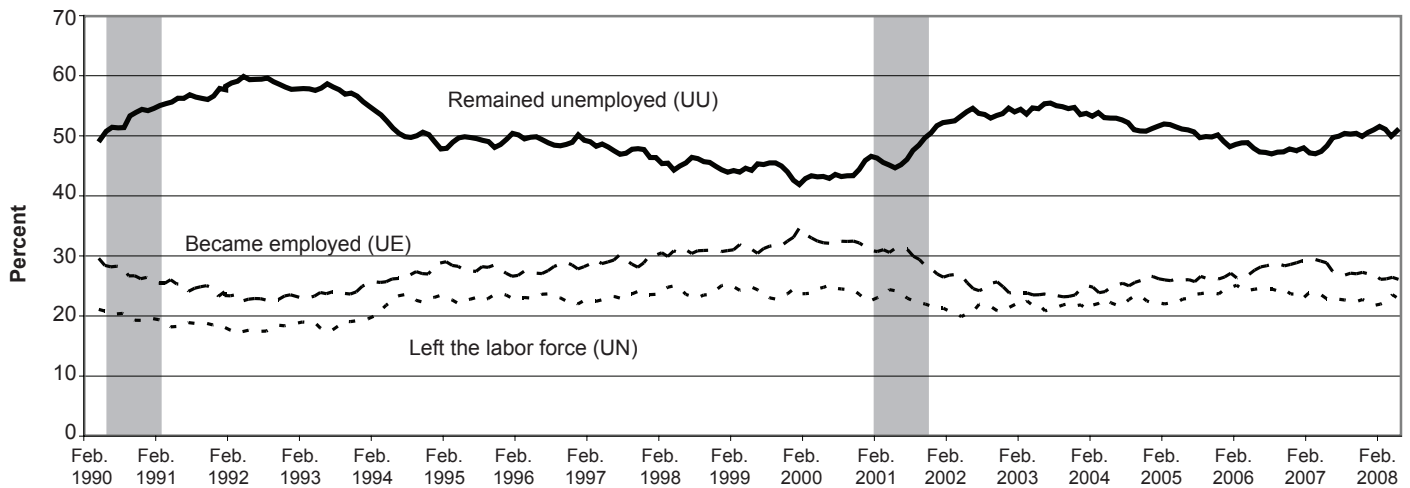 70
60
50
40
30
20
10
0
Percent
Remained unemployed (UU)
Became employed (UE)
Left the labor force (UN)
Feb. Feb. Feb. Feb. Feb. Feb. Feb. Feb. Feb. Feb. Feb. Feb. Feb. Feb. Feb. Feb. Feb. Feb. Feb.
1990 1991 1992 1993 1994 1995 1996 1997 1998 1999 2000 2001 2002 2003 2004 2005 2006 2007 2008